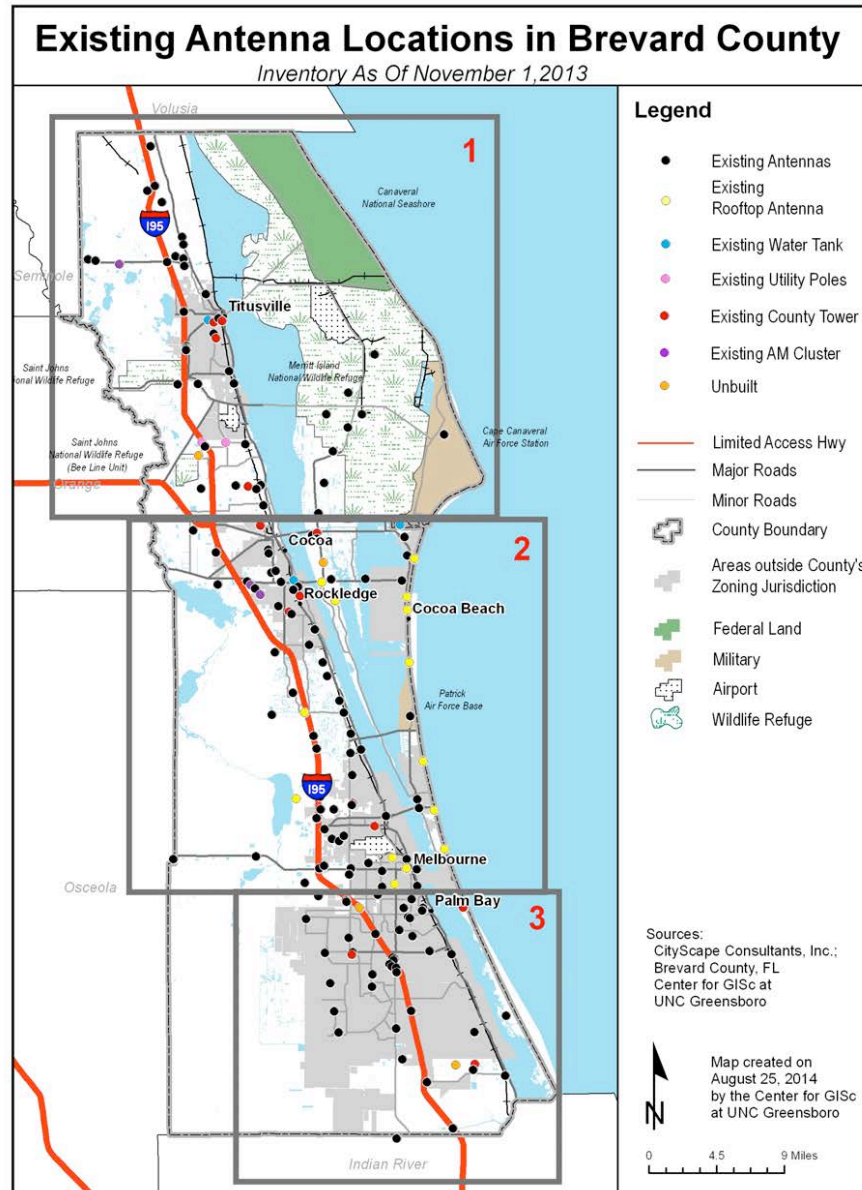 Existing Antenna Locations in Brevard County
Inventory As Of November 1,2013
Volusia
1
Canaveral
National Seashore
I95
Seminole
Titusville
Saint Johns
National Wildlife Refuge
Merritt Island
National Wildlife Refuge
Cape Canaveral
Air Force Station
Saint Johns
National Wildlife Refuge
(Bee Line Unit)
Orange
Cocoa
2
Rockledge
Cocoa Beach
Patrick
Air Force Base
I95
Melbourne
Osceola
Palm Bay
3
Indian River
Legend
Existing Antennas
Existing
Rooftop Antenna
Existing Water Tank
Existing Utility Poles
Existing County Tower
Existing AM Cluster
Unbuilt
Limited Access Hwy
Major Roads
Minor Roads
County Boundary
Areas outside County's
Zoning Jurisdiction
Federal Land
Military
Airport
Wildlife Refuge
Sources:
CityScape Consultants, Inc.;
Brevard County, FL
Center for GISc at
UNC Greensboro
N
Map created on
August 25, 2014
by the Center for GISc
at UNC Greensboro
0 4.5 9 Miles